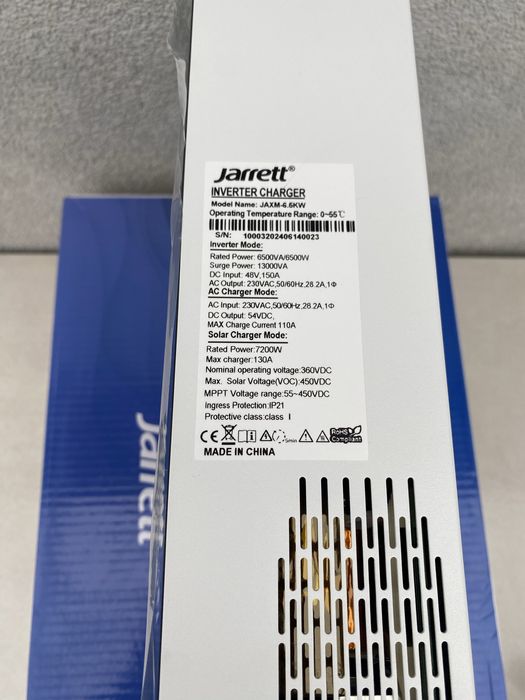 Jarrett®
INVERTER CHARGER
Model Name: JAXM-6.5KW
Operating Temperature Range: 0~55℃
S/N: 10003202406140023
Inverter Mode:
Rated Power: 6500VA/6500W
Surge Power: 13000VA
DC Input: 48V,150A
AC Output: 230VAC,50/60Hz,28.2A,1Φ
AC Charger Mode:
AC Input: 230VAC,50/60Hz,28.2A,1Φ
DC Output: 54VDC,
MAX Charge Current 110A
Solar Charger Mode:
Rated Power:7200W
Max charger:130A
Nominal operating voltage:360VDC
Max. Solar Voltage(VOC):450VDC
MPPT Voltage range:55~450VDC
Ingress Protection:IP21
Protective class:class I
CE 5min RoHS Compliant
MADE IN CHINA
Jarrett